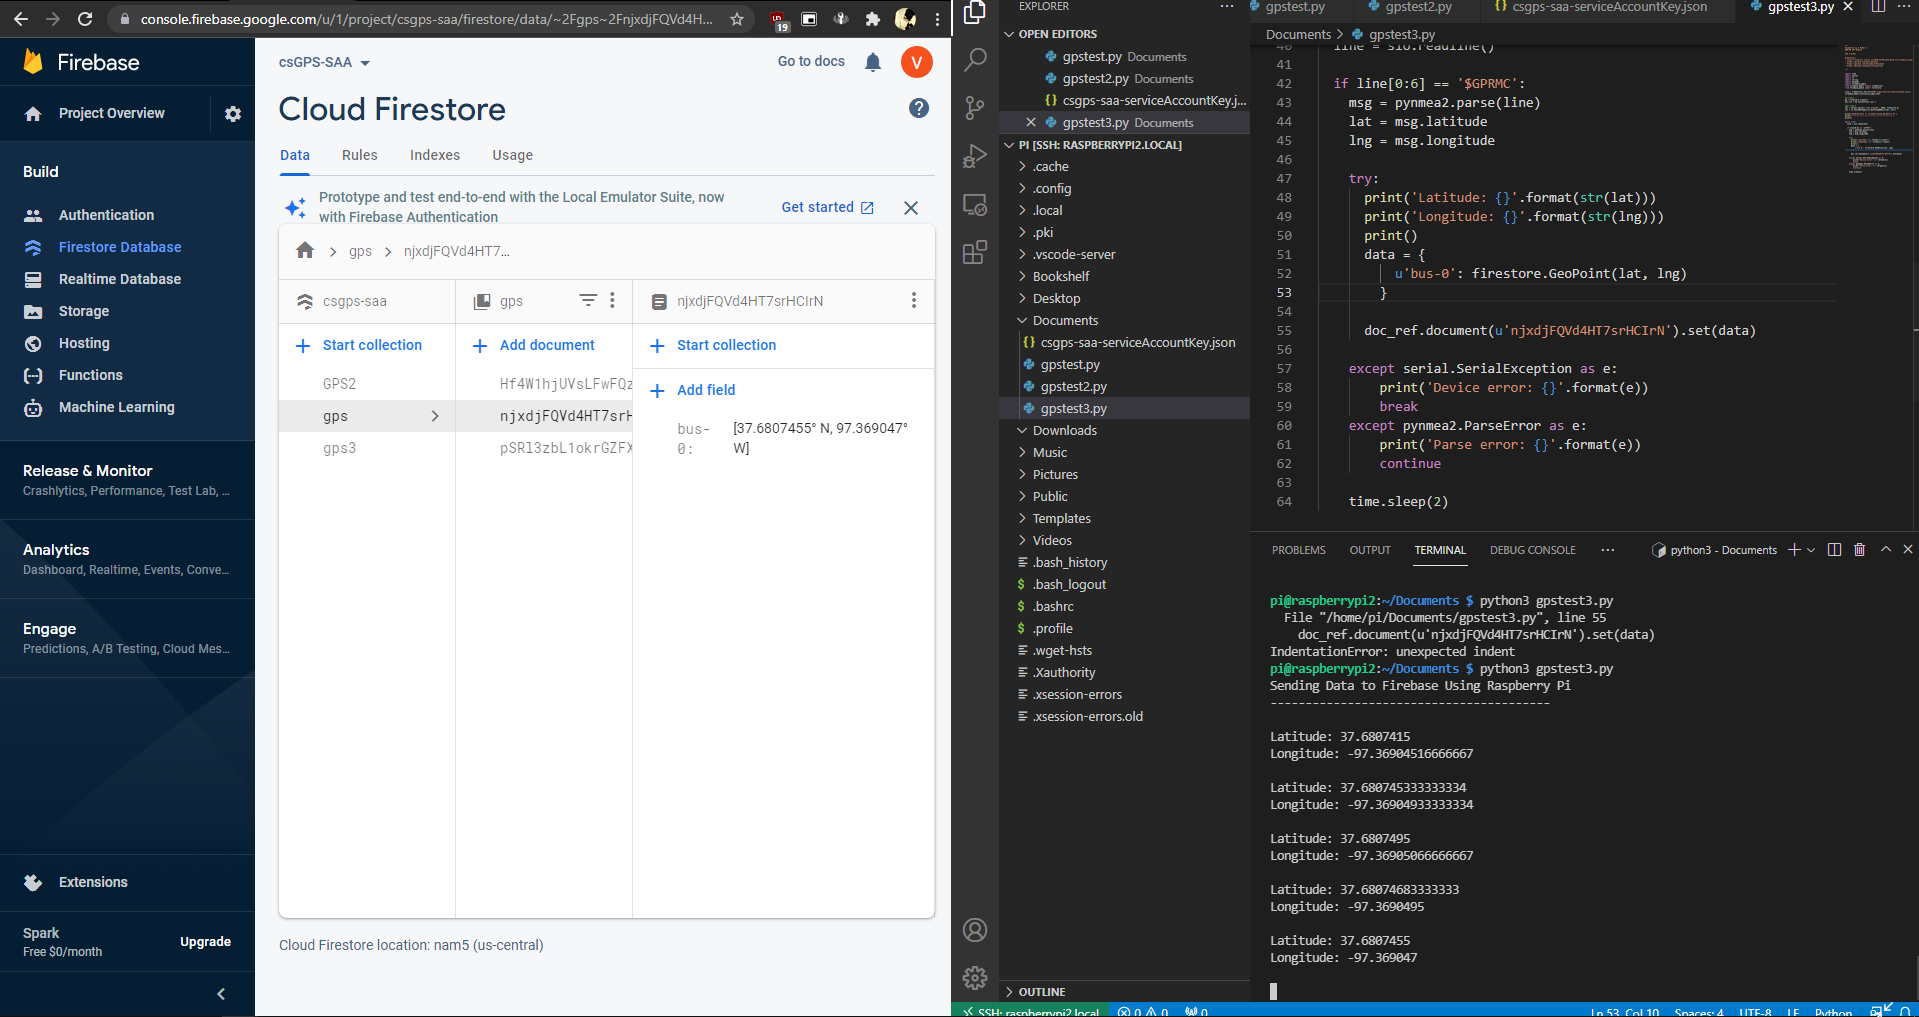 console.firebase.google.com/u/1/project/csgps-saa/firestore/data/~2Fgps~2FnjxdjFQVd4H...
19
Firebase
Project Overview
Build
Authentication
Firestore Database
Realtime Database
Storage
Hosting
Functions
Machine Learning
Release & Monitor
Crashlytics, Performance, Test Lab, ...
Analytics
Dashboard, Realtime, Events, Conve...
Engage
Predictions, A/B Testing, Cloud Mes...
Extensions
Spark
Free $0/month
Upgrade
csGPS-SAA
Go to docs
V
Cloud Firestore
Data Rules Indexes Usage
Prototype and test end-to-end with the Local Emulator Suite, now
with Firebase Authentication
Get started
gps njxdjFQVd4HT7...
csgps-saa
Start collection
GPS2
gps
gps3
gps
Add document
Hf4W1hjUVsLFwFQz
njxdjFQVd4HT7srH
pSRl3zbL1okrGZFX
njxdjFQVd4HT7srHCIrN
Start collection
Add field
bus-
0:
[37.6807455° N, 97.369047°
W]
Cloud Firestore location: nam5 (us-central)
EXPLORER
OPEN EDITORS
gpstest.py Documents
gpstest2.py Documents
{} csgps-saa-serviceAccountKey.j...
gpstest3.py Documents
PI [SSH: RASPBERRYPI2.LOCAL]
.cache
.config
.local
.pki
.vscode-server
Bookshelf
Desktop
Documents
{} csgps-saa-serviceAccountKey.json
gpstest.py
gpstest2.py
gpstest3.py
Downloads
Music
Pictures
Public
Templates
Videos
.bash_history
$ .bash_logout
$ .bashrc
$ .profile
.wget-hsts
.Xauthority
.xsession-errors
.xsession-errors.old
OUTLINE
gpstest.py gpstest2.py {} csgps-saa-serviceAccountKey.json gpstest3.py
Documents > gpstest3.py
40 line = sio.readline()
41
42 if line[0:6] == '$GPRMC':
43 msg = pynmea2.parse(line)
44 lat = msg.latitude
45 lng = msg.longitude
46
47 try:
48 print('Latitude: {}'.format(str(lat)))
49 print('Longitude: {}'.format(str(lng)))
50 print()
51 data = {
52 u'bus-0': firestore.GeoPoint(lat, lng)
53 }
54
55 doc_ref.document(u'njxdjFQVd4HT7srHCIrN').set(data)
56
57 except serial.SerialException as e:
58 print('Device error: {}'.format(e))
59 break
60 except pynmea2.ParseError as e:
61 print('Parse error: {}'.format(e))
62 continue
63
64 time.sleep(2)
PROBLEMS OUTPUT TERMINAL DEBUG CONSOLE ... python3 - Documents
pi@raspberrypi2:~/Documents $ python3 gpstest3.py
File "/home/pi/Documents/gpstest3.py", line 55
doc_ref.document(u'njxdjFQVd4HT7srHCIrN').set(data)
IndentationError: unexpected indent
pi@raspberrypi2:~/Documents $ python3 gpstest3.py
Sending Data to Firebase Using Raspberry Pi
----------------------------------------
Latitude: 37.6807415
Longitude: -97.36904516666667
Latitude: 37.680745333333334
Longitude: -97.36904933333334
Latitude: 37.6807495
Longitude: -97.36905066666667
Latitude: 37.68074683333333
Longitude: -97.3690495
Latitude: 37.6807455
Longitude: -97.369047
SSH: raspberrypi2.local 0 0 0 Ln 53, Col 10 Spaces: 4 UTF-8 LF Python